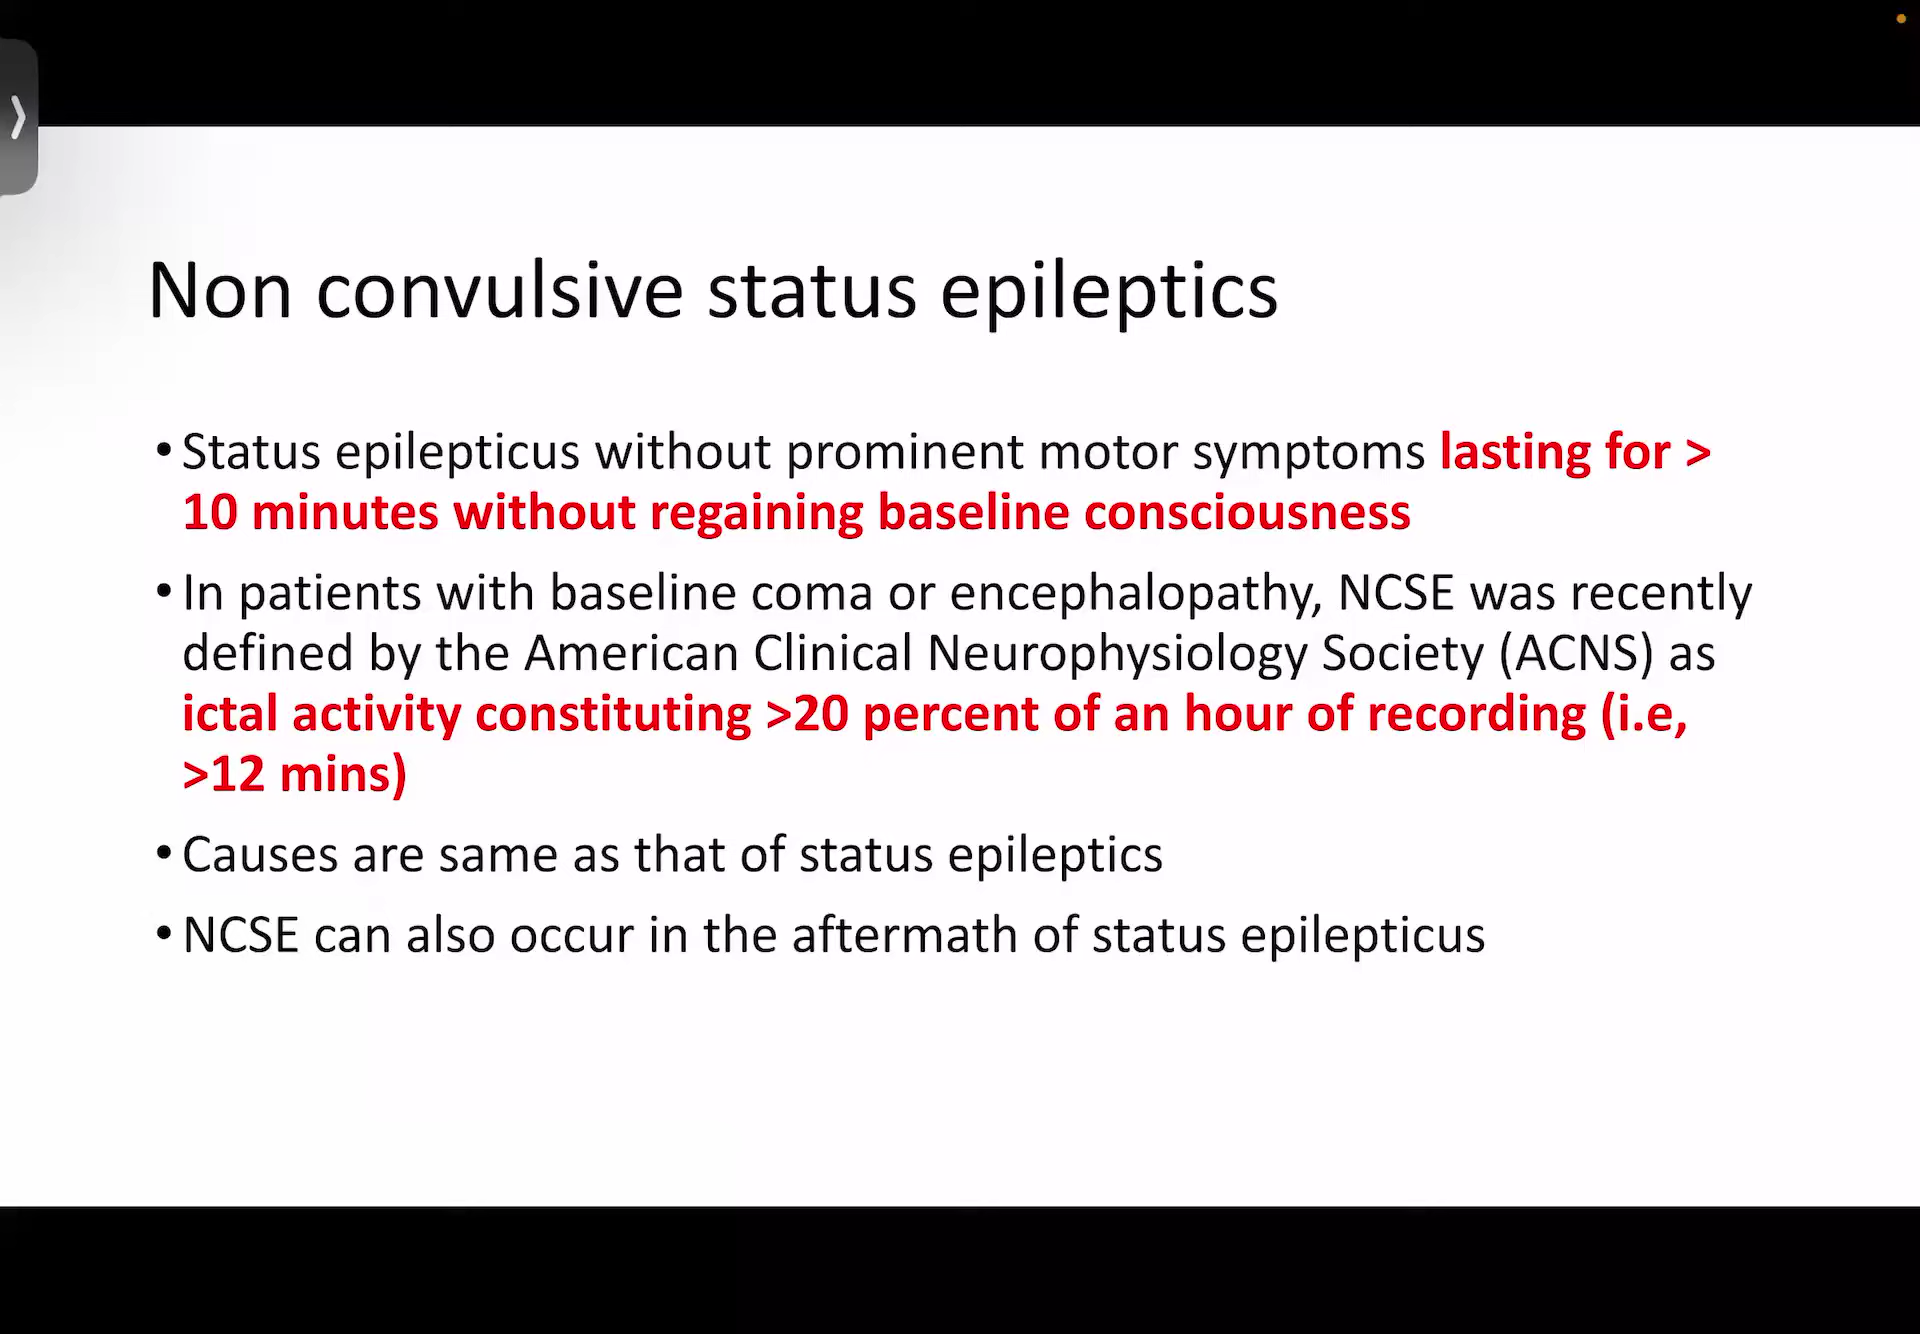 Non convulsive status epileptics
• Status epilepticus without prominent motor symptoms lasting for >
10 minutes without regaining baseline consciousness
• In patients with baseline coma or encephalopathy, NCSE was recently
defined by the American Clinical Neurophysiology Society (ACNS) as
ictal activity constituting >20 percent of an hour of recording (i.e,
>12 mins)
• Causes are same as that of status epileptics
• NCSE can also occur in the aftermath of status epilepticus